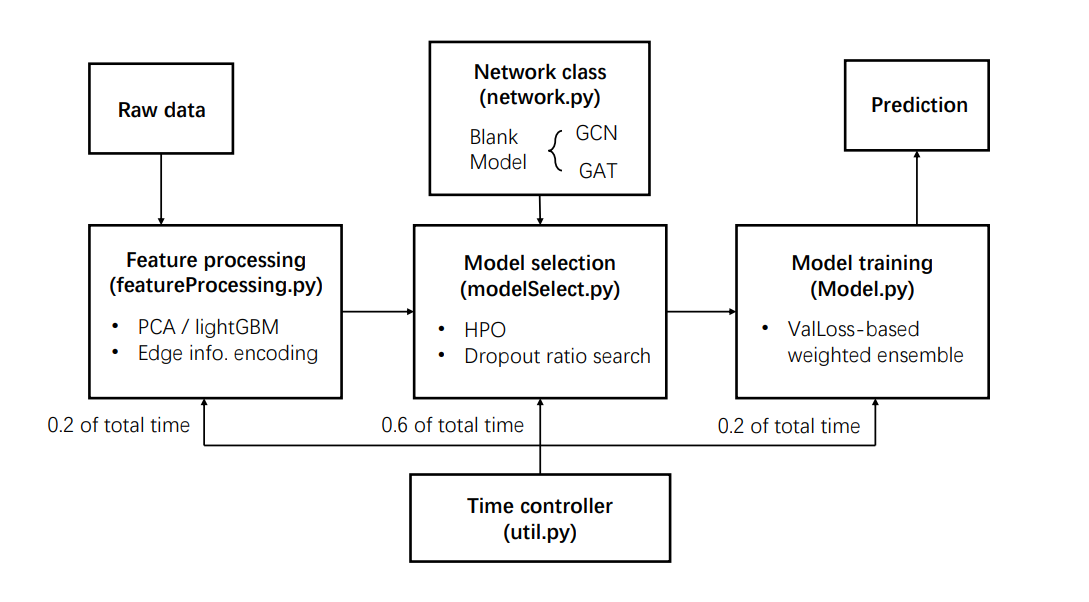 Raw data
Network class
(network.py)
Blank
Model
GCN
GAT
Prediction
Feature processing
(featureProcessing.py)
• PCA / lightGBM
• Edge info. encoding
Model selection
(modelSelect.py)
• HPO
• Dropout ratio search
Model training
(Model.py)
• ValLoss-based
weighted ensemble
0.2 of total time
0.6 of total time
0.2 of total time
Time controller
(util.py)